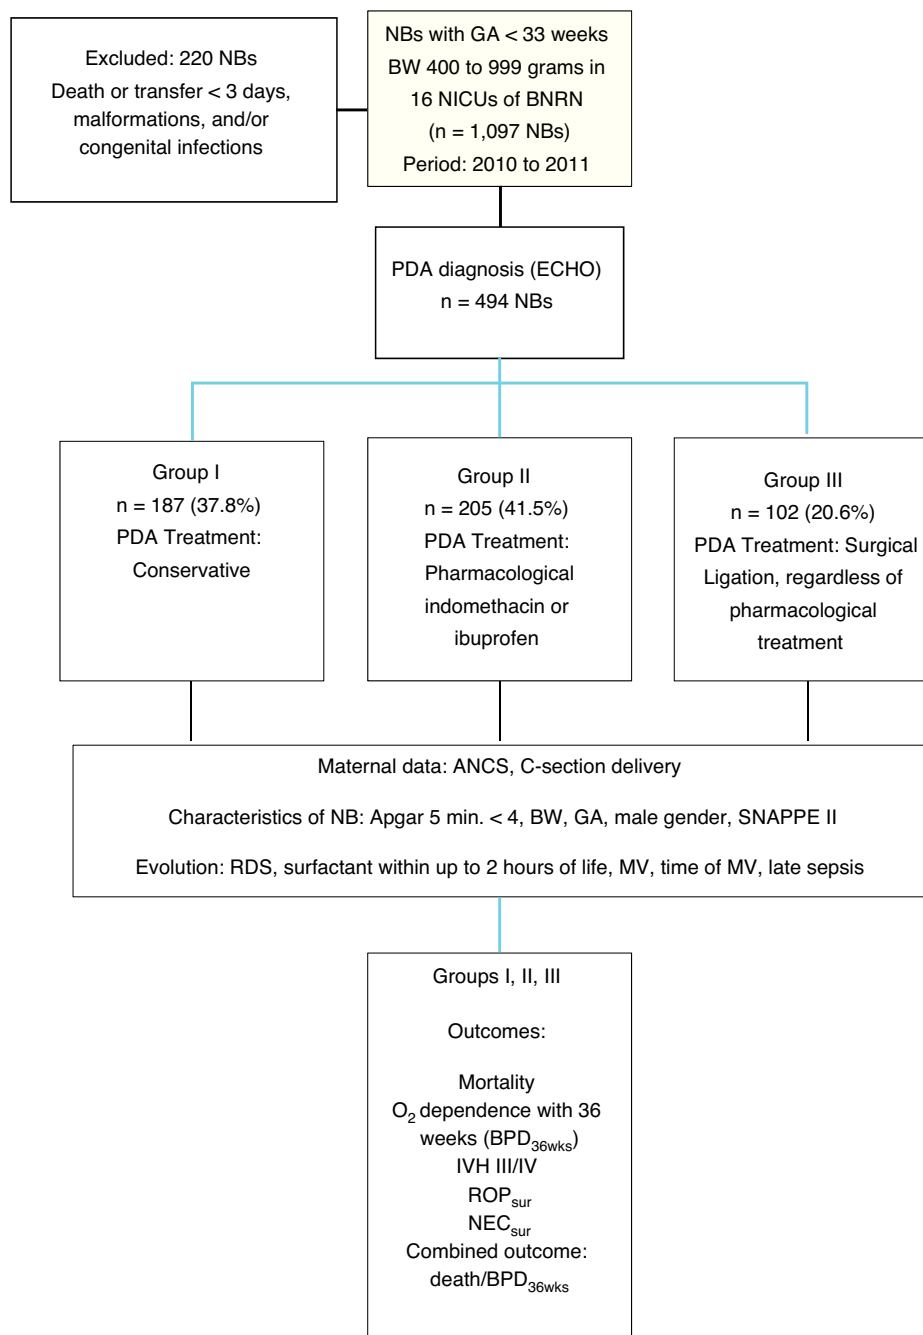 Excluded: 220 NBs
Death or transfer < 3 days,
malformations, and/or
congenital infections
NBs with GA < 33 weeks
BW 400 to 999 grams in
16 NICUs of BNRN
(n = 1,097 NBs)
Period: 2010 to 2011
PDA diagnosis (ECHO)
n = 494 NBs
Group I
n = 187 (37.8%)
PDA Treatment:
Conservative
Group II
n = 205 (41.5%)
PDA Treatment:
Pharmacological
indomethacin or
ibuprofen
Group III
n = 102 (20.6%)
PDA Treatment: Surgical
Ligation, regardless of
pharmacological
treatment
Maternal data: ANCS, C-section delivery
Characteristics of NB: Apgar 5 min. < 4, BW, GA, male gender, SNAPPE II
Evolution: RDS, surfactant within up to 2 hours of life, MV, time of MV, late sepsis
Groups I, II, III
Outcomes:
Mortality
O2 dependence with 36
weeks (BPD36wks)
IVH III/IV
ROPsur
NECsur
Combined outcome:
death/BPD36wks